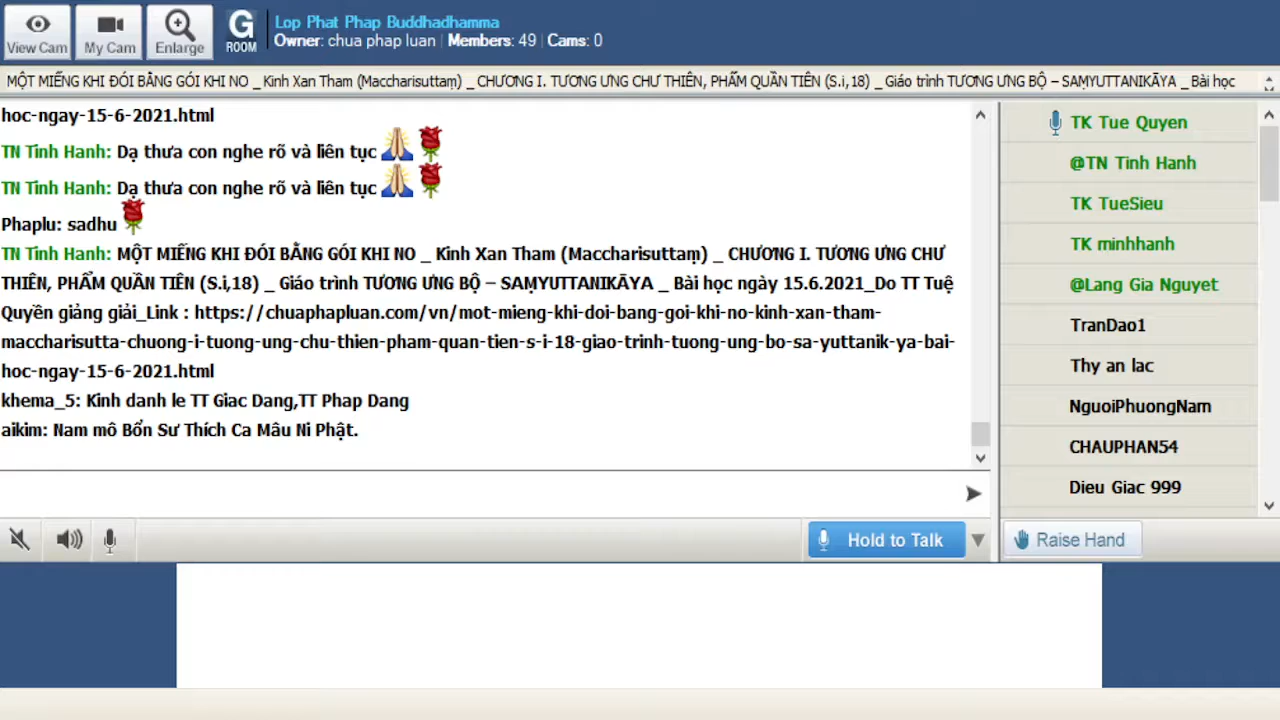 View Cam
My Cam
Enlarge
G
ROOM
Lop Phat Phap Buddhadhamma
Owner: chua phap luan | Members: 49 | Cams: 0
MỘT MIẾNG KHI ĐÓI BẰNG GÓI KHI NO _ Kinh Xan Tham (Maccharisuttaṃ) _ CHƯƠNG I. TƯƠNG ƯNG CHƯ THIÊN, PHẨM QUẦN TIÊN (S.i,18) _ Giáo trình TƯƠNG ƯNG BỘ – SAṂYUTTANIKĀYA _ Bài học
hoc-ngay-15-6-2021.html
TN Tinh Hanh: Dạ thưa con nghe rõ và liên tục
TN Tinh Hanh: Dạ thưa con nghe rõ và liên tục
Phaplu: sadhu
TN Tinh Hanh: MỘT MIẾNG KHI ĐÓI BẰNG GÓI KHI NO _ Kinh Xan Tham (Maccharisuttaṃ) _ CHƯƠNG I. TƯƠNG ƯNG CHƯ
THIÊN, PHẨM QUẦN TIÊN (S.i,18) _ Giáo trình TƯƠNG ƯNG BỘ – SAṂYUTTANIKĀYA _ Bài học ngày 15.6.2021_Do TT Tuệ
Quyền giảng giải_Link : https://chuaphapluan.com/vn/mot-mieng-khi-doi-bang-goi-khi-no-kinh-xan-tham-
maccharisutta-chuong-i-tuong-ung-chu-thien-pham-quan-tien-s-i-18-giao-trinh-tuong-ung-bo-sa-yuttanik-ya-bai-
hoc-ngay-15-6-2021.html
khema_5: Kinh danh le TT Giac Dang,TT Phap Dang
aikim: Nam mô Bổn Sư Thích Ca Mâu Ni Phật.
TK Tue Quyen
@TN Tinh Hanh
TK TueSieu
TK minhhanh
@Lang Gia Nguyet
TranDao1
Thy an lac
NguoiPhuongNam
CHAUPHAN54
Dieu Giac 999
Hold to Talk
Raise Hand